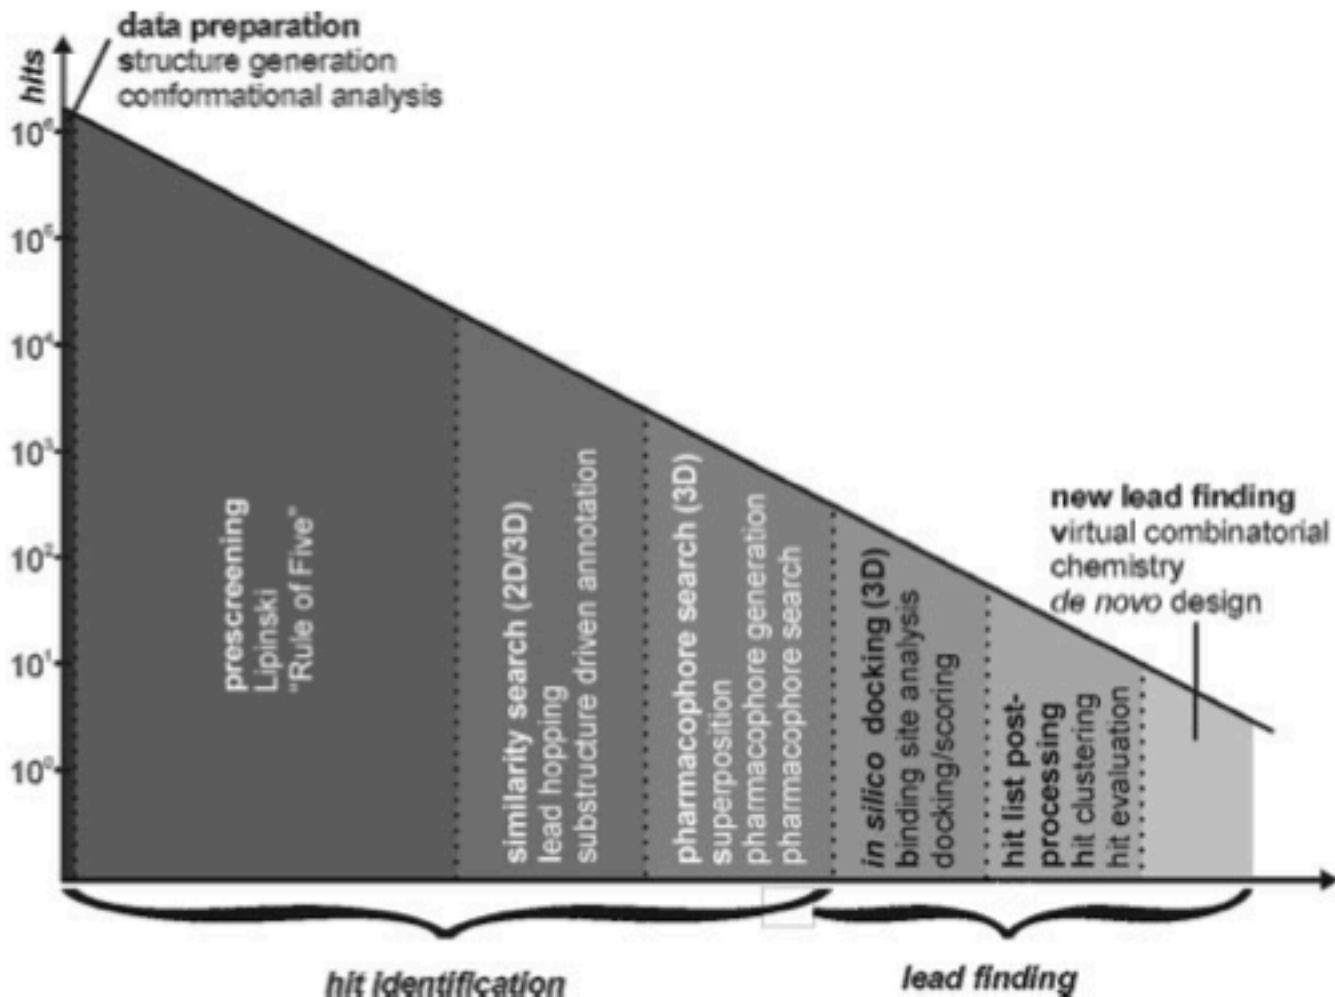 data preparation
structure generation
conformational analysis
hits
10⁶
10⁵
10⁴
10³
10²
10¹
10⁰
prescreening
Lipinski
"Rule of Five"
similarity search (2D/3D)
lead hopping
substructure driven annotation
pharmacophore search (3D)
superposition
pharmacophore generation
pharmacophore search
in silico docking (3D)
binding site analysis
docking/scoring
hit list post-
processing
hit clustering
hit evaluation
new lead finding
virtual combinatorial
chemistry
de novo design
hit identification
lead finding